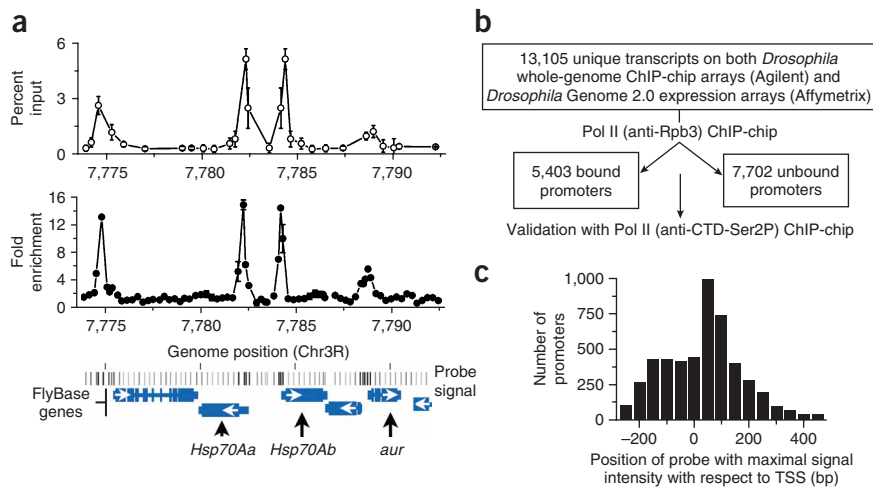 a
Percent
input
6
3
0
7,775
7,780
7,785
7,790
Fold
enrichment
16
12
8
4
0
7,775
7,780
7,785
7,790
Genome position (Chr3R)
Probe
signal
FlyBase
genes
Hsp70Aa
Hsp70Ab
aur
b
13,105 unique transcripts on both Drosophila
whole-genome ChIP-chip arrays (Agilent) and
Drosophila Genome 2.0 expression arrays (Affymetrix)
Pol II (anti-Rpb3) ChIP-chip
5,403 bound
promoters
7,702 unbound
promoters
Validation with Pol II (anti-CTD-Ser2P) ChIP-chip
c
Number of
promoters
1,000
750
500
250
0
−200
0
200
400
Position of probe with maximal signal
intensity with respect to TSS (bp)